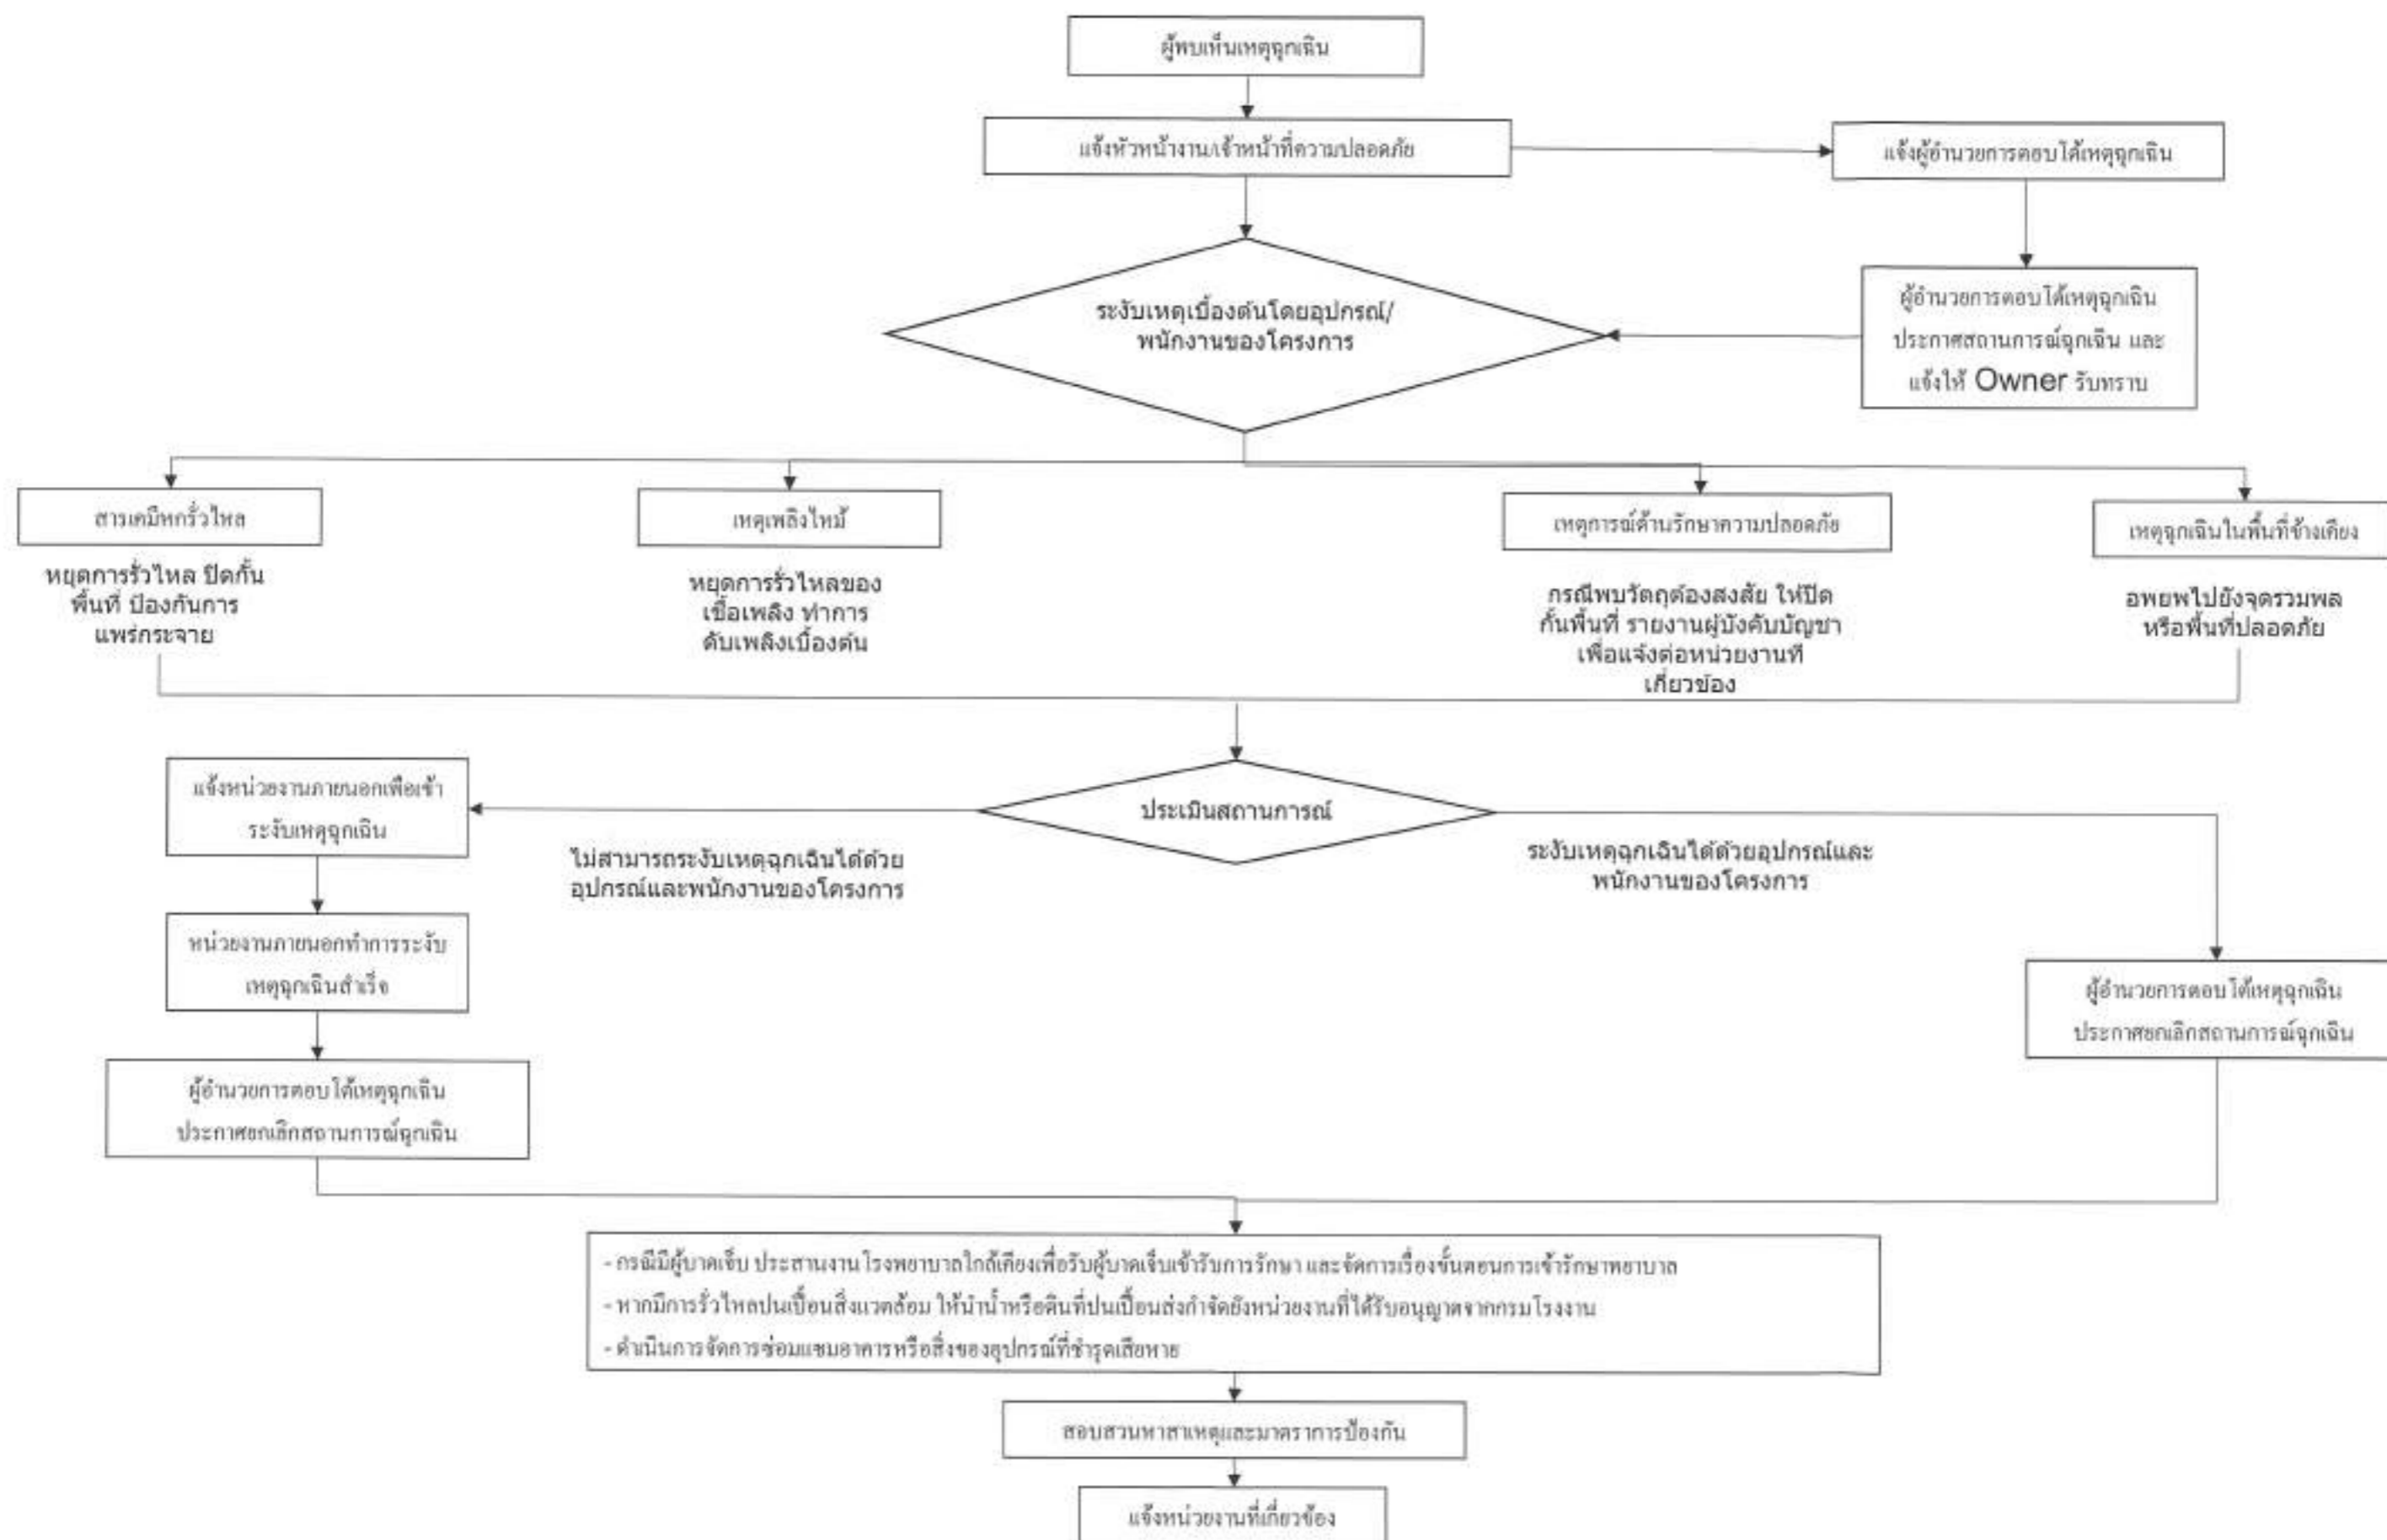 ผู้พบเห็นเหตุฉุกเฉิน
แจ้งหัวหน้างาน/เจ้าหน้าที่ความปลอดภัย
แจ้งผู้อำนวยการตอบโต้เหตุฉุกเฉิน
ระงับเหตุเบื้องต้นโดยอุปกรณ์/
พนักงานของโครงการ
ผู้อำนวยการตอบโต้เหตุฉุกเฉิน
ประกาศสถานการณ์ฉุกเฉิน และ
แจ้งให้ Owner รับทราบ
สารเคมีหกรั่วไหล
หยุดการรั่วไหล ปิดกั้น
พื้นที่ ป้องกันการ
แพร่กระจาย
เหตุเพลิงไหม้
หยุดการรั่วไหลของ
เชื้อเพลิง ทำการ
ดับเพลิงเบื้องต้น
เหตุการณ์ด้านรักษาความปลอดภัย
กรณีพบวัตถุต้องสงสัย ให้ปิด
กั้นพื้นที่ รายงานผู้บังคับบัญชา
เพื่อแจ้งต่อหน่วยงานที่
เกี่ยวข้อง
เหตุฉุกเฉินในพื้นที่ข้างเคียง
อพยพไปยังจุดรวมพล
หรือพื้นที่ปลอดภัย
ประเมินสถานการณ์
แจ้งหน่วยงานภายนอกเพื่อเข้า
ระงับเหตุฉุกเฉิน
ไม่สามารถระงับเหตุฉุกเฉินได้ด้วย
อุปกรณ์และพนักงานของโครงการ
ระงับเหตุฉุกเฉินได้ด้วยอุปกรณ์และ
พนักงานของโครงการ
หน่วยงานภายนอกทำการระงับ
เหตุฉุกเฉินสำเร็จ
ผู้อำนวยการตอบโต้เหตุฉุกเฉิน
ประกาศยกเลิกสถานการณ์ฉุกเฉิน
ผู้อำนวยการตอบโต้เหตุฉุกเฉิน
ประกาศยกเลิกสถานการณ์ฉุกเฉิน
- กรณีมีผู้บาดเจ็บ ประสานงานโรงพยาบาลใกล้เคียงเพื่อรับผู้บาดเจ็บเข้ารับการรักษา และจัดการเรื่องขั้นตอนการเข้ารักษาพยาบาล
- หากมีการรั่วไหลปนเปื้อนสิ่งแวดล้อม ให้นำน้ำหรือดินที่ปนเปื้อนส่งกำจัดยังหน่วยงานที่ได้รับอนุญาตจากกรมโรงงาน
- ดำเนินการจัดการซ่อมแซมอาคารหรือสิ่งของอุปกรณ์ที่ชำรุดเสียหาย
สอบสวนหาสาเหตุและมาตราการป้องกัน
แจ้งหน่วยงานที่เกี่ยวข้อง